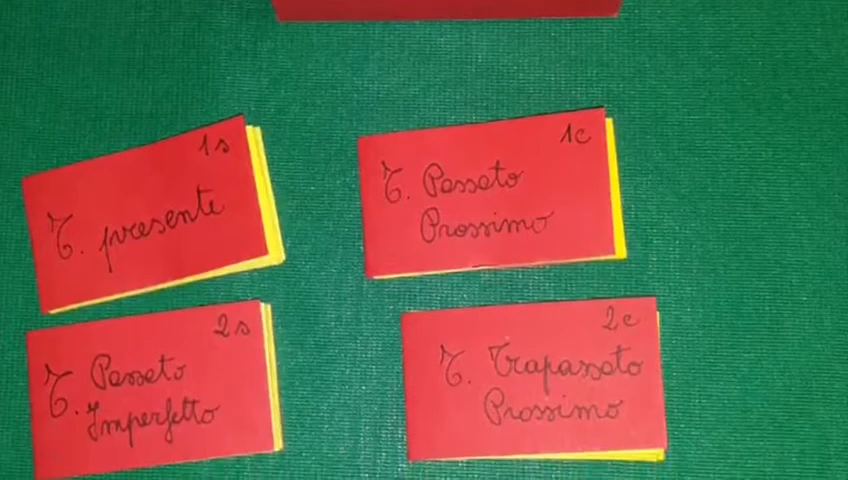 1s
T. presente
1c
T. Passato
Prossimo
2s
T. Passato
Imperfetto
2c
T. Trapassato
Prossimo